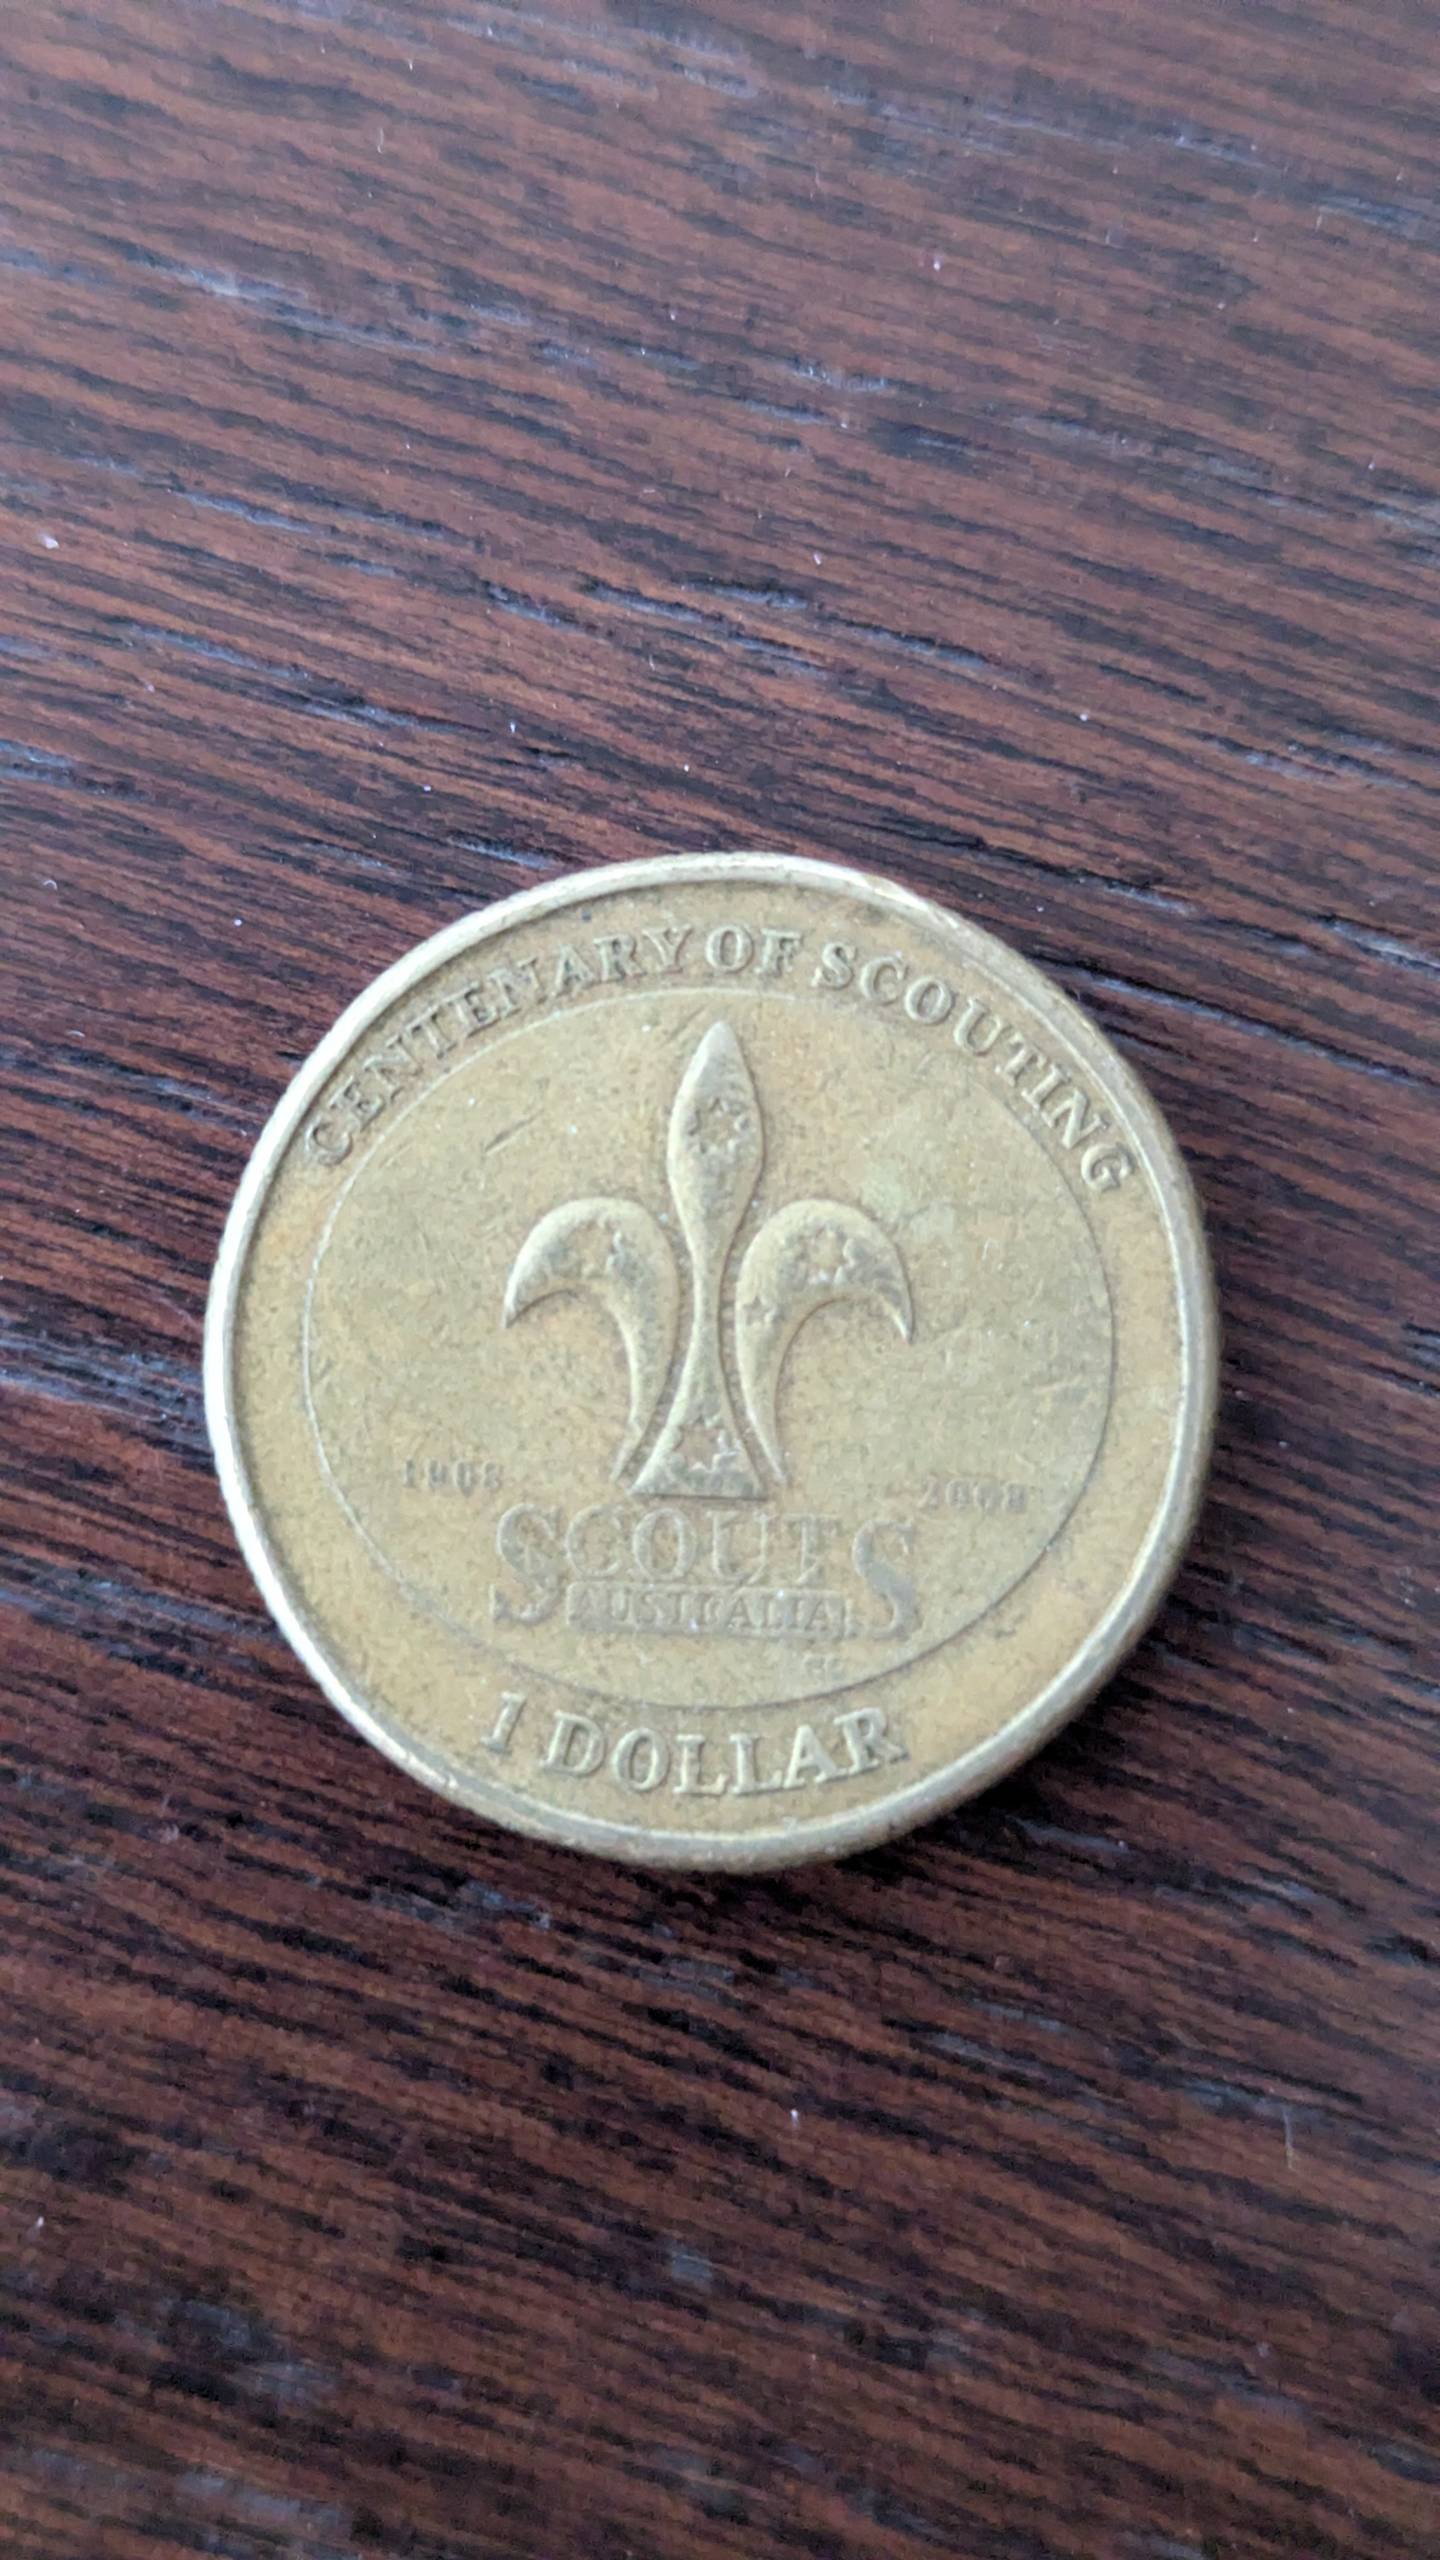 CENTENARY OF SCOUTING
1908 2008
SCOUTS
AUSTRALIA
1 DOLLAR